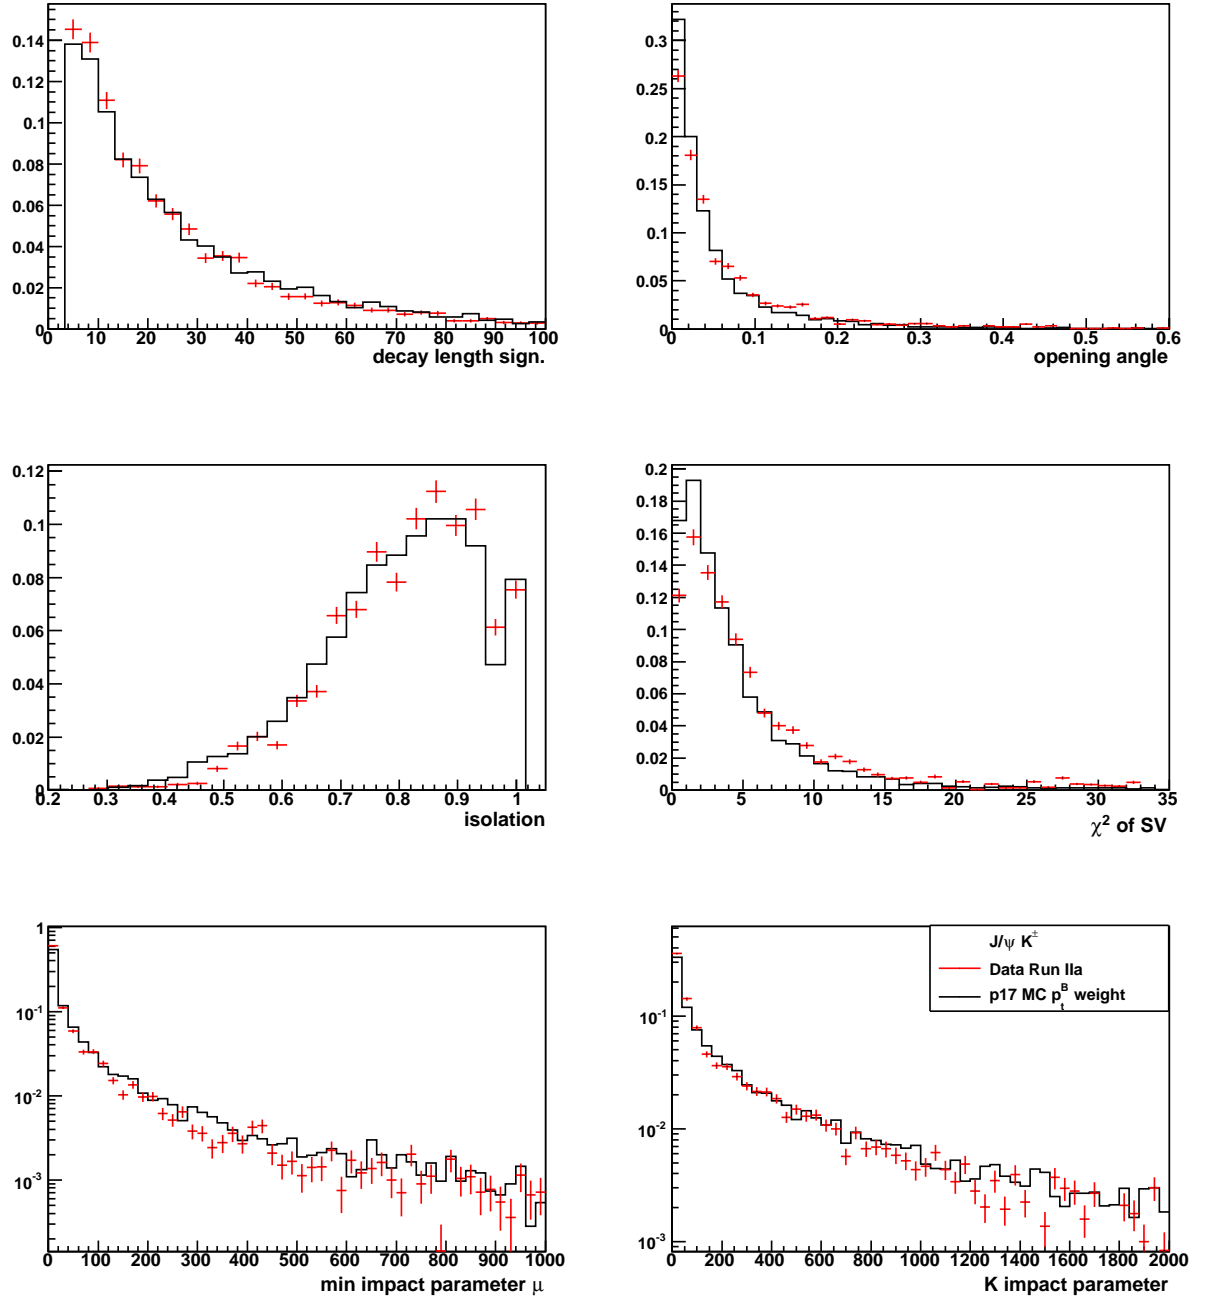 0.14
0.12
0.1
0.08
0.06
0.04
0.02
0
0 10 20 30 40 50 60 70 80 90 100
decay length sign.
0.3
0.25
0.2
0.15
0.1
0.05
0
0 0.1 0.2 0.3 0.4 0.5 0.6
opening angle
0.12
0.1
0.08
0.06
0.04
0.02
0
0.2 0.3 0.4 0.5 0.6 0.7 0.8 0.9 1
isolation
0.2
0.18
0.16
0.14
0.12
0.1
0.08
0.06
0.04
0.02
0
0 5 10 15 20 25 30 35
χ² of SV
1
10⁻¹
10⁻²
10⁻³
0 100 200 300 400 500 600 700 800 900 1000
min impact parameter μ
J/ψ K±
Data Run IIa
p17 MC p_t^B weight
10⁻¹
10⁻²
10⁻³
0 200 400 600 800 1000 1200 1400 1600 1800 2000
K impact parameter